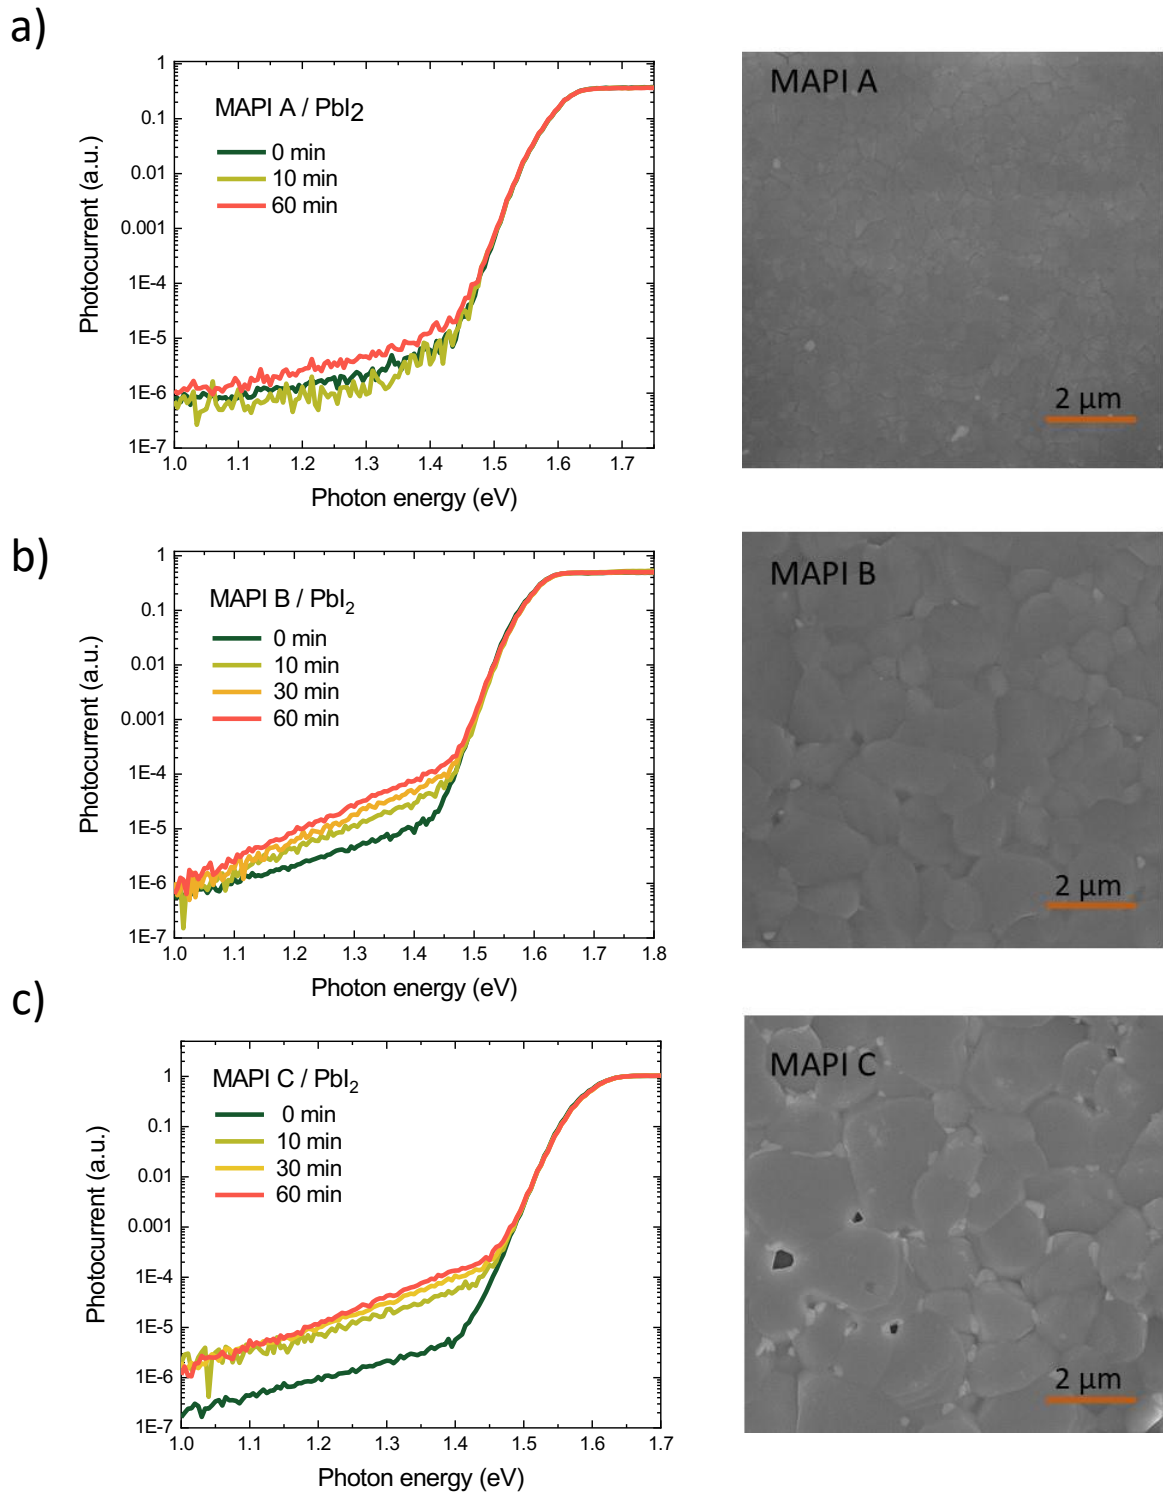 a)
1
0.1
0.01
0.001
1E-4
1E-5
1E-6
1E-7
Photocurrent (a.u.)
MAPI A / PbI2
0 min
10 min
60 min
1.0 1.1 1.2 1.3 1.4 1.5 1.6 1.7
Photon energy (eV)
MAPI A
2 µm
b)
1
0.1
0.01
0.001
1E-4
1E-5
1E-6
1E-7
Photocurrent (a.u.)
MAPI B / PbI2
0 min
10 min
30 min
60 min
1.0 1.1 1.2 1.3 1.4 1.5 1.6 1.7 1.8
Photon energy (eV)
MAPI B
2 µm
c)
1
0.1
0.01
0.001
1E-4
1E-5
1E-6
1E-7
Photocurrent (a.u.)
MAPI C / PbI2
0 min
10 min
30 min
60 min
1.0 1.1 1.2 1.3 1.4 1.5 1.6 1.7
Photon energy (eV)
MAPI C
2 µm